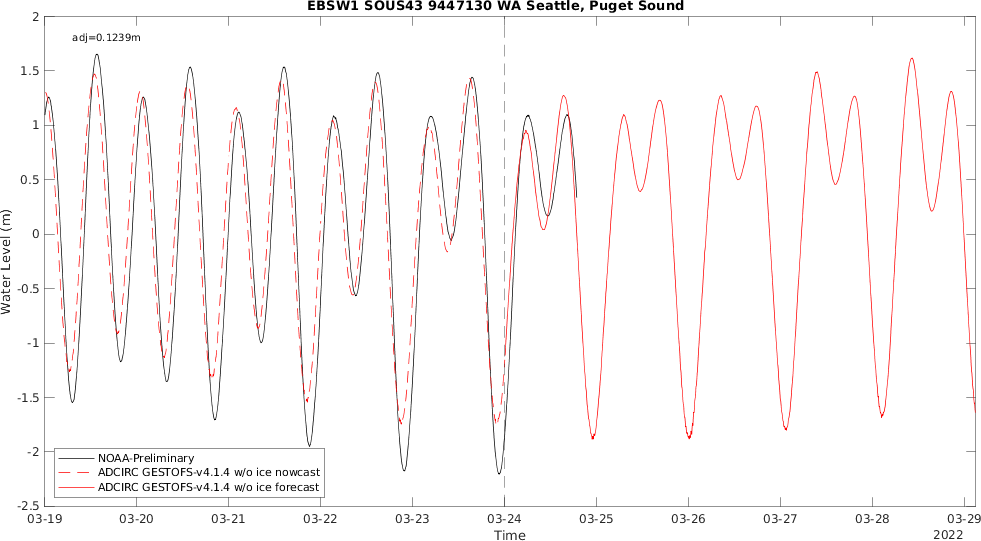 EBSW1 SOUS43 9447130 WA Seattle, Puget Sound
adj=0.1239m
2
1.5
1
0.5
0
-0.5
-1
-1.5
-2
-2.5
Water Level (m)
NOAA-Preliminary
ADCIRC GESTOFS-v4.1.4 w/o ice nowcast
ADCIRC GESTOFS-v4.1.4 w/o ice forecast
03-19 03-20 03-21 03-22 03-23 03-24 03-25 03-26 03-27 03-28 03-29
2022
Time